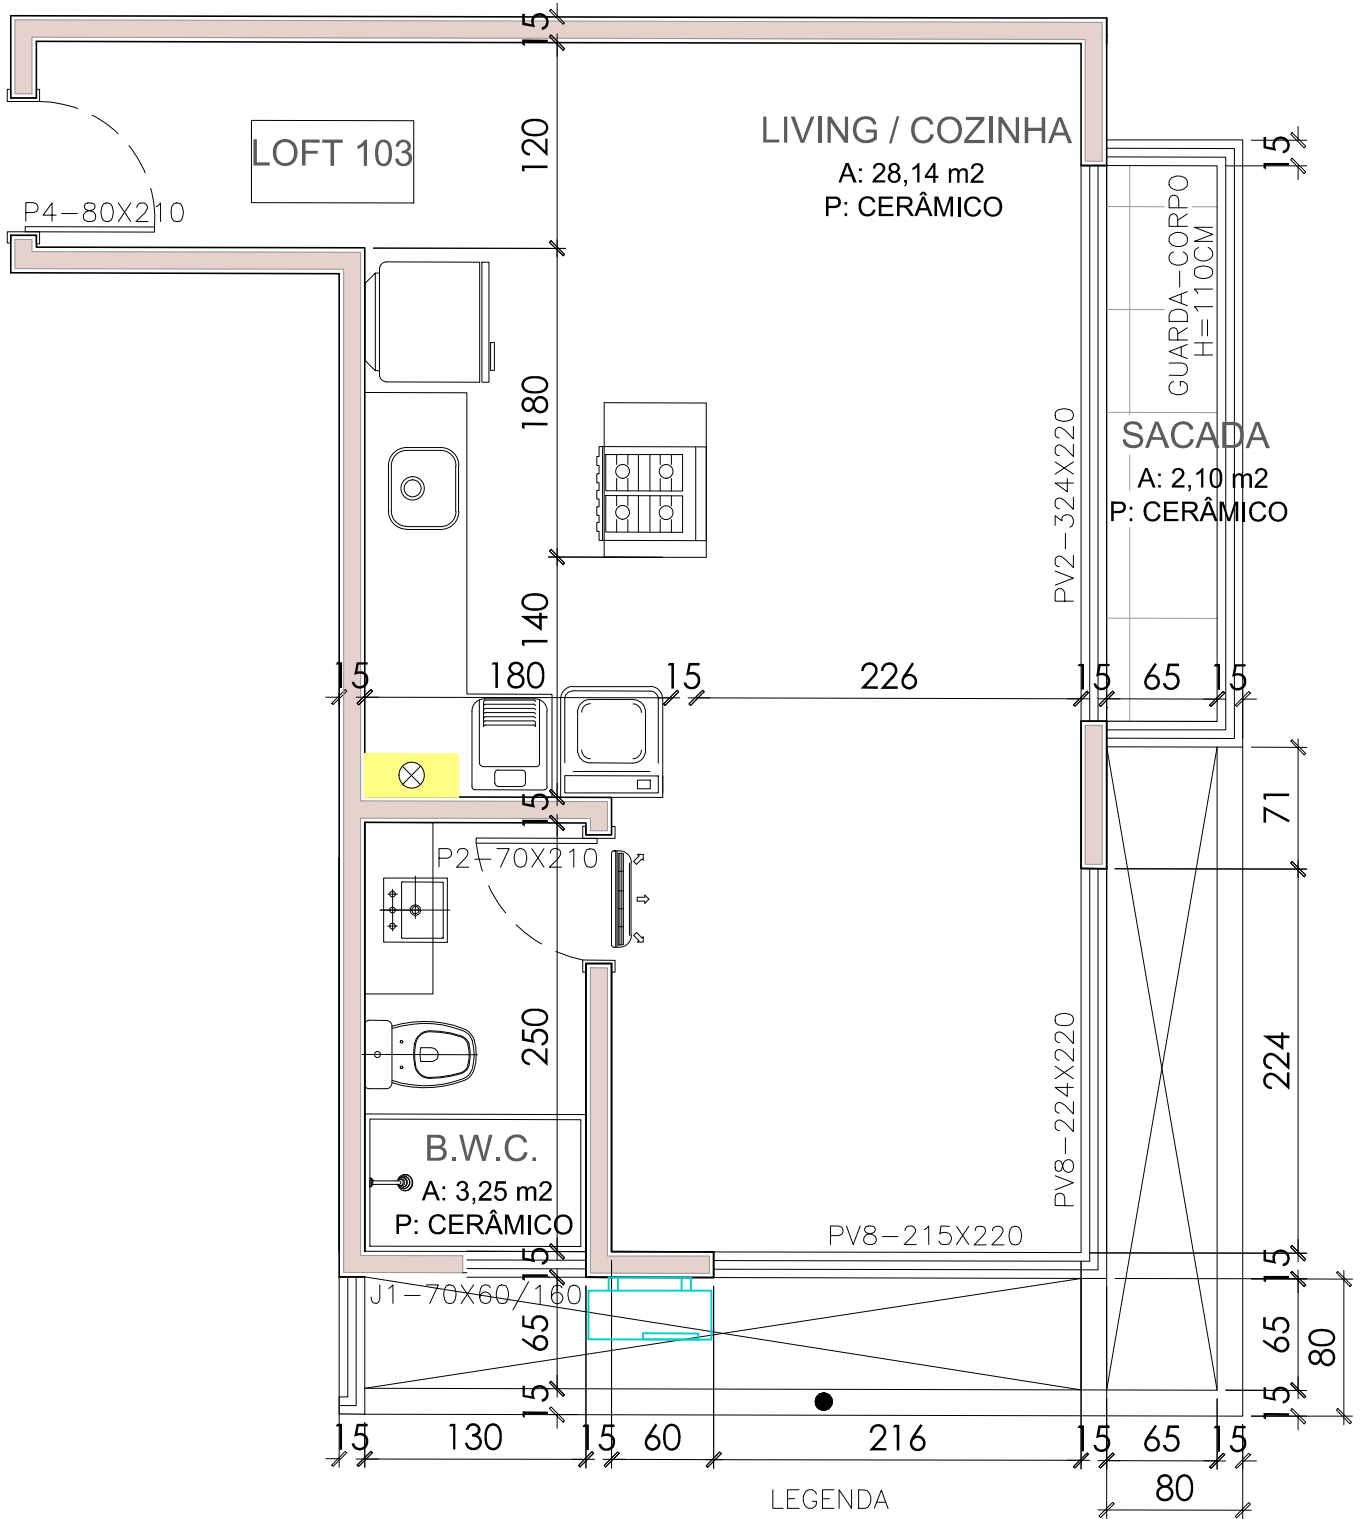 15
120
LIVING / COZINHA
A: 28,14 m2
P: CERÂMICO
LOFT 103
P4-80X210
15
GUARDA-CORPO
H=110CM
180
PV2-324X220
SACADA
A: 2,10 m2
P: CERÂMICO
140
15
180
15
226
15
65
15
15
71
P2-70X210
250
PV8-224X220
224
B.W.C.
A: 3,25 m2
P: CERÂMICO
PV8-215X220
15
15
J1-70X60/160
65
65
80
15
15
15
130
15
60
216
15
65
15
80
LEGENDA